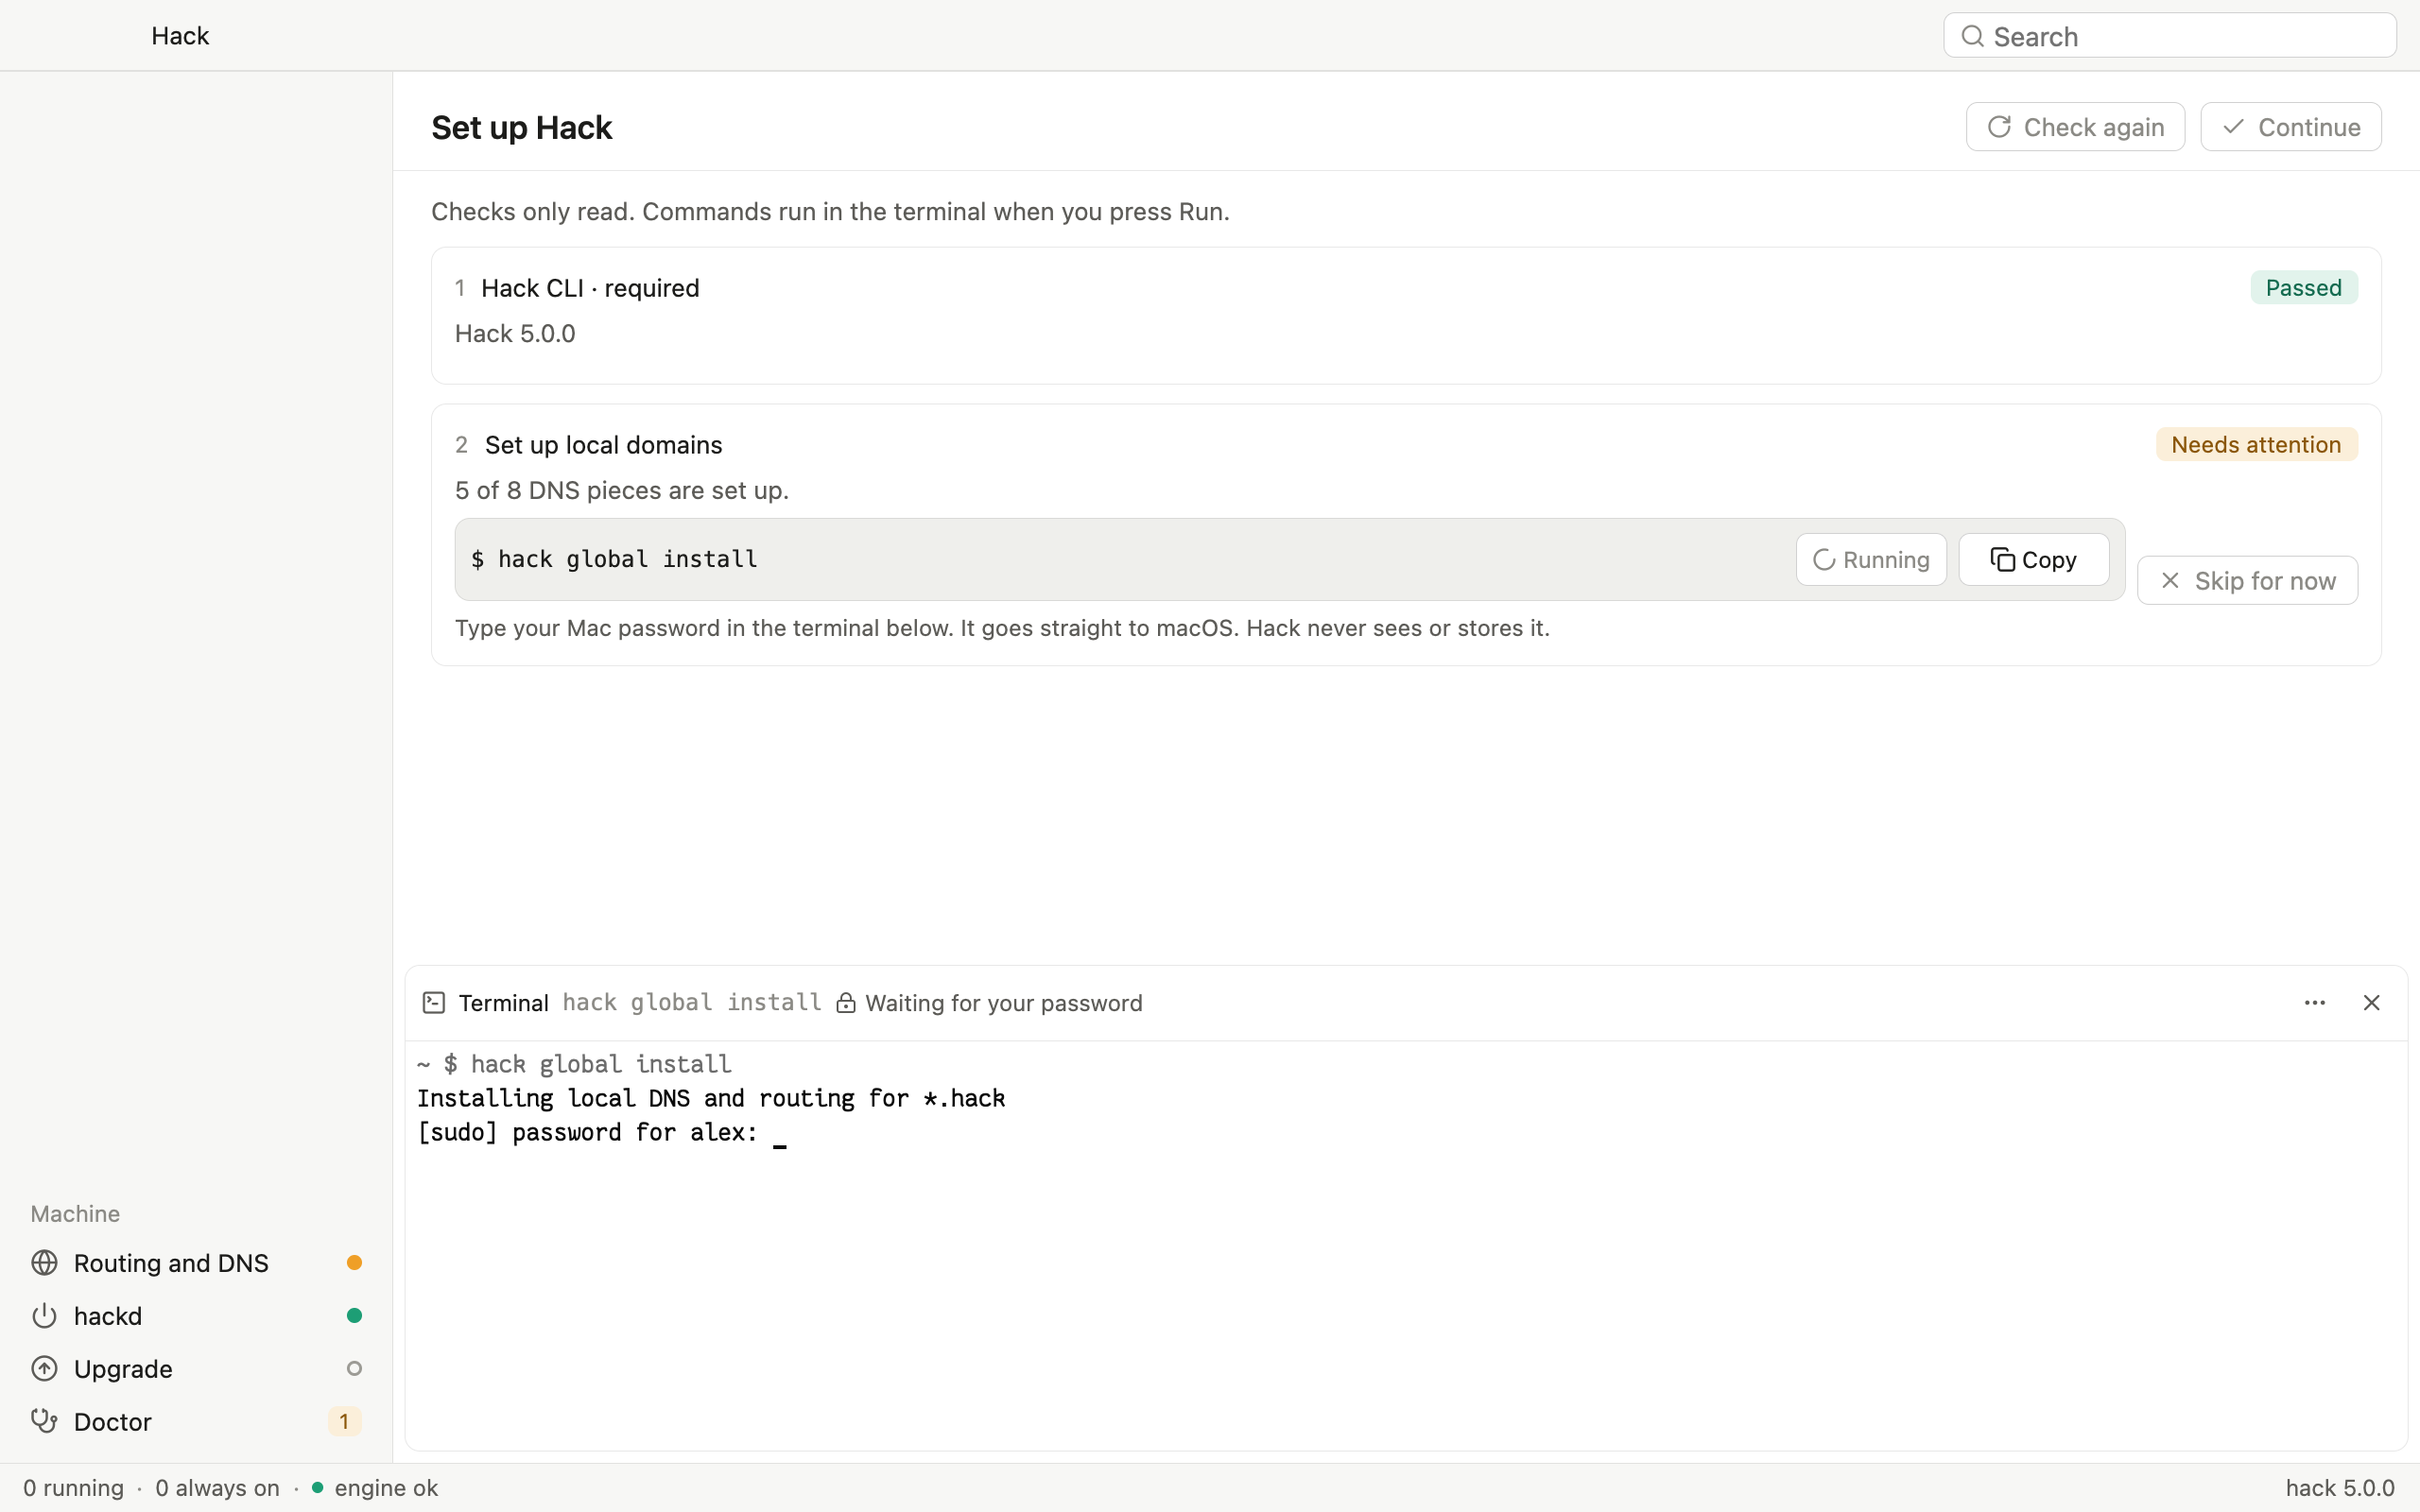 Hack
Search
Set up Hack
Check again
Continue
Checks only read. Commands run in the terminal when you press Run.
1 Hack CLI · required
Passed
Hack 5.0.0
2 Set up local domains
Needs attention
5 of 8 DNS pieces are set up.
$ hack global install
Running
Copy
Skip for now
Type your Mac password in the terminal below. It goes straight to macOS. Hack never sees or stores it.
Terminal hack global install Waiting for your password
~ $ hack global install
Installing local DNS and routing for *.hack
[sudo] password for alex: _
Machine
Routing and DNS
hackd
Upgrade
Doctor 1
0 running · 0 always on · engine ok
hack 5.0.0